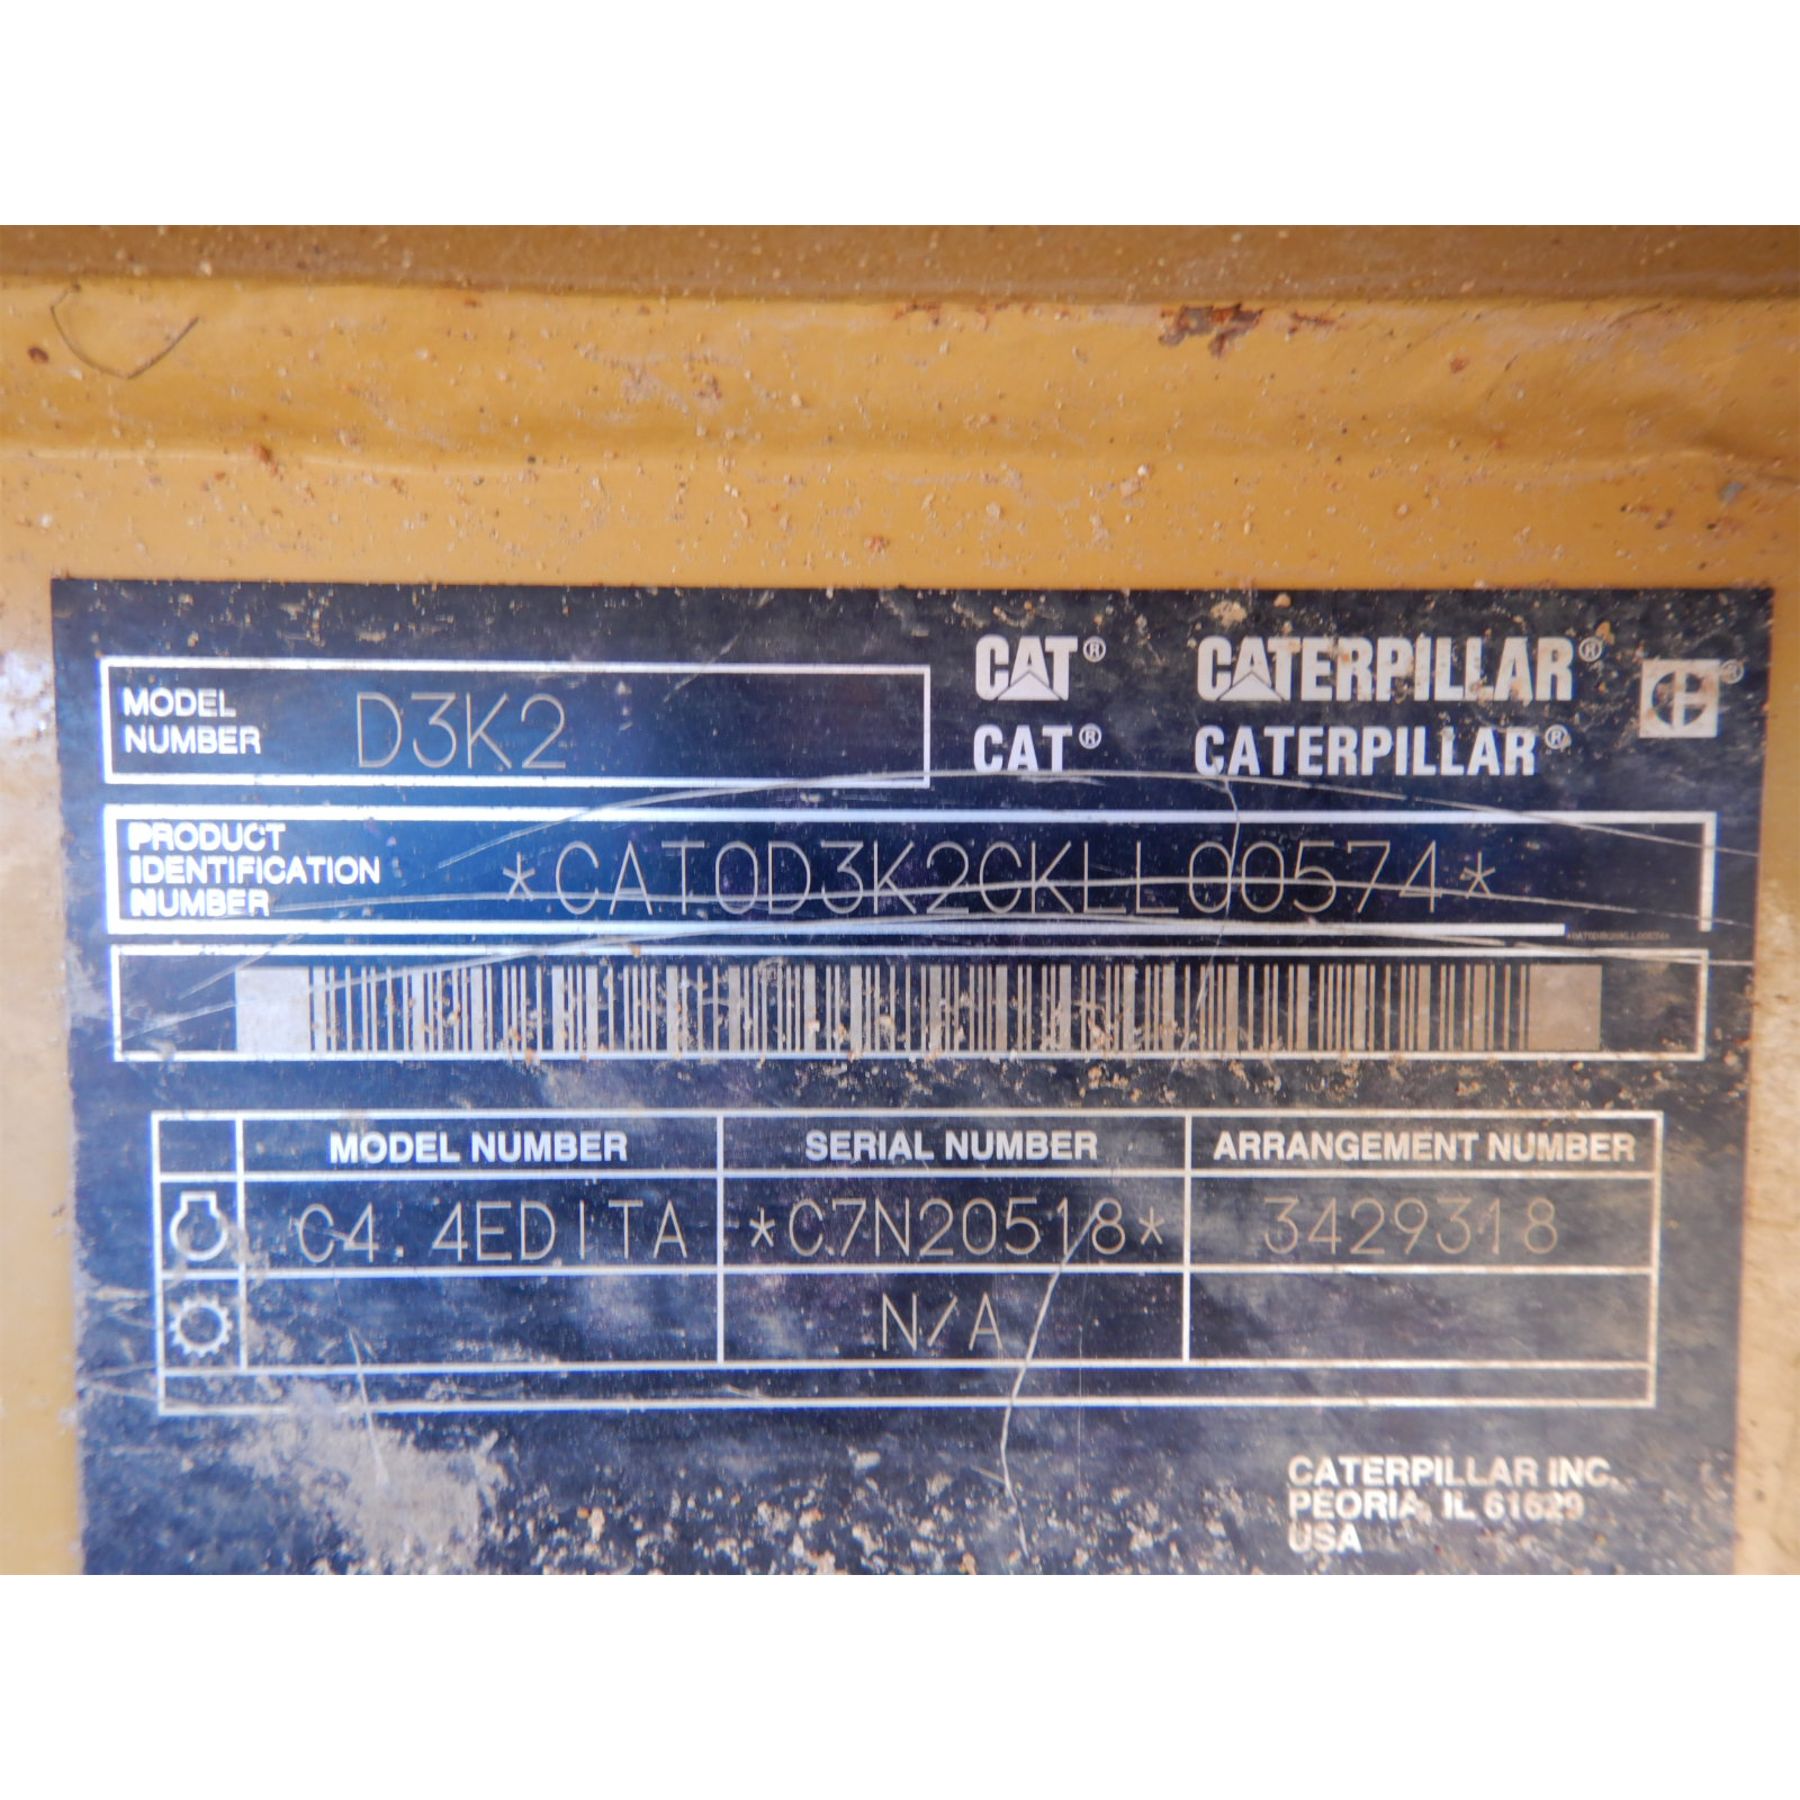 MODEL NUMBER D3K2
CAT® CATERPILLAR®
CAT® CATERPILLAR®
PRODUCT IDENTIFICATION NUMBER *CAT0D3K2CKLL00574*
MODEL NUMBER SERIAL NUMBER ARRANGEMENT NUMBER
C4.4EDITA *C7N20518* 3429318
N/A
CATERPILLAR INC.
PEORIA, IL 61629
USA